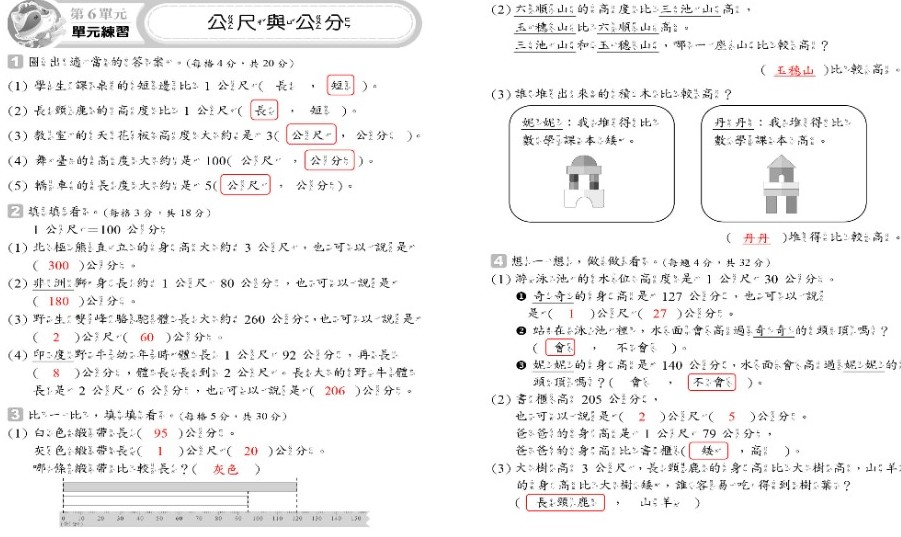 第6單元
單元練習
公尺與公分
1 圈出適當的答案。(每格4分，共20分)
(1) 學生課桌的短邊比1公尺(長，短)。
(2) 長頸鹿的高度比1公尺(長，短)。
(3) 教室的天花板高度大約是3(公尺，公分)。
(4) 舞臺的高度大約是100(公尺，公分)。
(5) 轎車的長度大約是5(公尺，公分)。
2 填填看。(每格3分，共18分)
1公尺=100公分
(1) 北極熊直立的身高大約3公尺，也可以說是
(300)公分。
(2) 非洲獅身長約1公尺80公分，也可以說是
(180)公分。
(3) 野生雙峰駱駝體長大約260公分，也可以說是
(2)公尺(60)公分。
(4) 印度野牛幼年時體長1公尺92公分，再長
(8)公分，體長長到2公尺。長大的野牛體
長是2公尺6公分，也可以說是(206)公分。
3 比一比，填填看。(每格5分，共30分)
(1) 白色緞帶長(95)公分。
灰色緞帶長(1)公尺(20)公分。
哪條緞帶比較長？(灰色)
0 10 20 30 40 50 60 70 80 90 100 110 120 130 140 150
(2) 六順山的高度比三池山高，
玉穗山比六順山高。
三池山和玉穗山，哪一座山比較高？
(玉穗山)比較高。
(3) 誰堆出來的積木比較高？
妮妮：我堆得比
數學課本矮。
丹丹：我堆得比
數學課本高。
(丹丹)堆得比較高。
4 想一想，做做看。(每題4分，共32分)
(1) 游泳池的水位高度是1公尺30公分。
❶ 奇奇的身高是127公分，也可以說
是(1)公尺(27)公分。
❷ 站在泳池裡，水面會高過奇奇的頭頂嗎？
(會，不會)。
❸ 妮妮的身高是140公分，水面會高過妮妮的
頭頂嗎？(會，不會)。
(2) 書櫃高205公分，
也可以說是(2)公尺(5)公分。
爸爸的身高是1公尺79公分，
爸爸的身高比書櫃(矮，高)。
(3) 大樹高3公尺，長頸鹿的身高比大樹高，山羊
的身高比大樹矮，誰容易吃得到樹葉？
(長頸鹿，山羊)